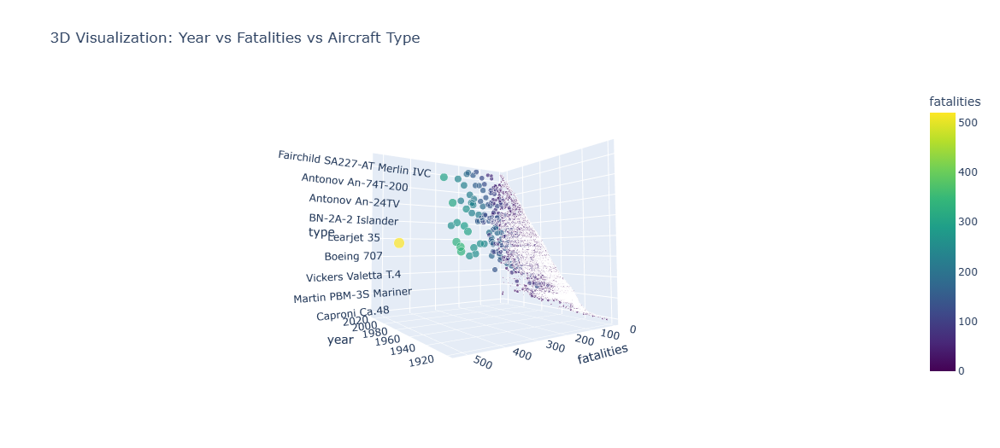 3D Visualization: Year vs Fatalities vs Aircraft Type
fatalities
500
400
300
200
100
0
Fairchild SA227-AT Merlin IVC
Antonov An-74T-200
Antonov An-24TV
BN-2A-2 Islander
type
Learjet 35
Boeing 707
Vickers Valetta T.4
Martin PBM-3S Mariner
Caproni Ca.48
2020
2000
1980
1960
1940
1920
year
500
400
300
200
100
0
fatalities